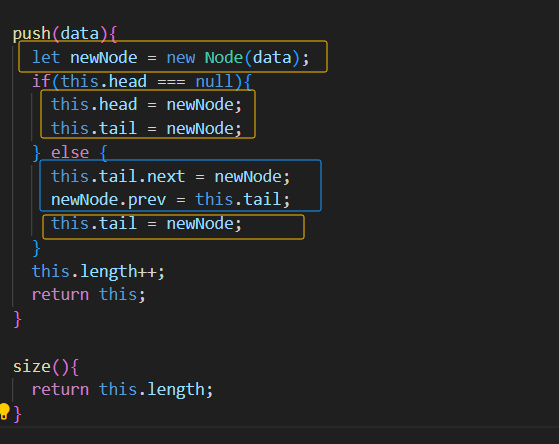 push(data){
let newNode = new Node(data);
if(this.head === null){
this.head = newNode;
this.tail = newNode;
} else {
this.tail.next = newNode;
newNode.prev = this.tail;
this.tail = newNode;
}
this.length++;
return this;
}
size(){
return this.length;
}